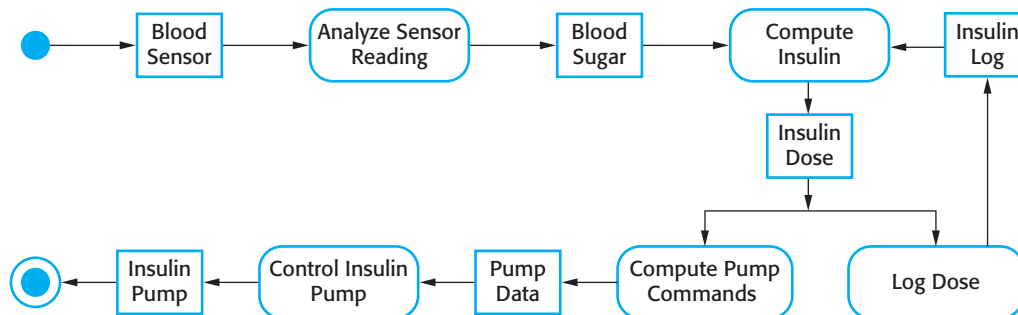 Blood
Sensor
Analyze Sensor
Reading
Blood
Sugar
Compute
Insulin
Insulin
Log
Insulin
Dose
Insulin
Pump
Control Insulin
Pump
Pump
Data
Compute Pump
Commands
Log Dose